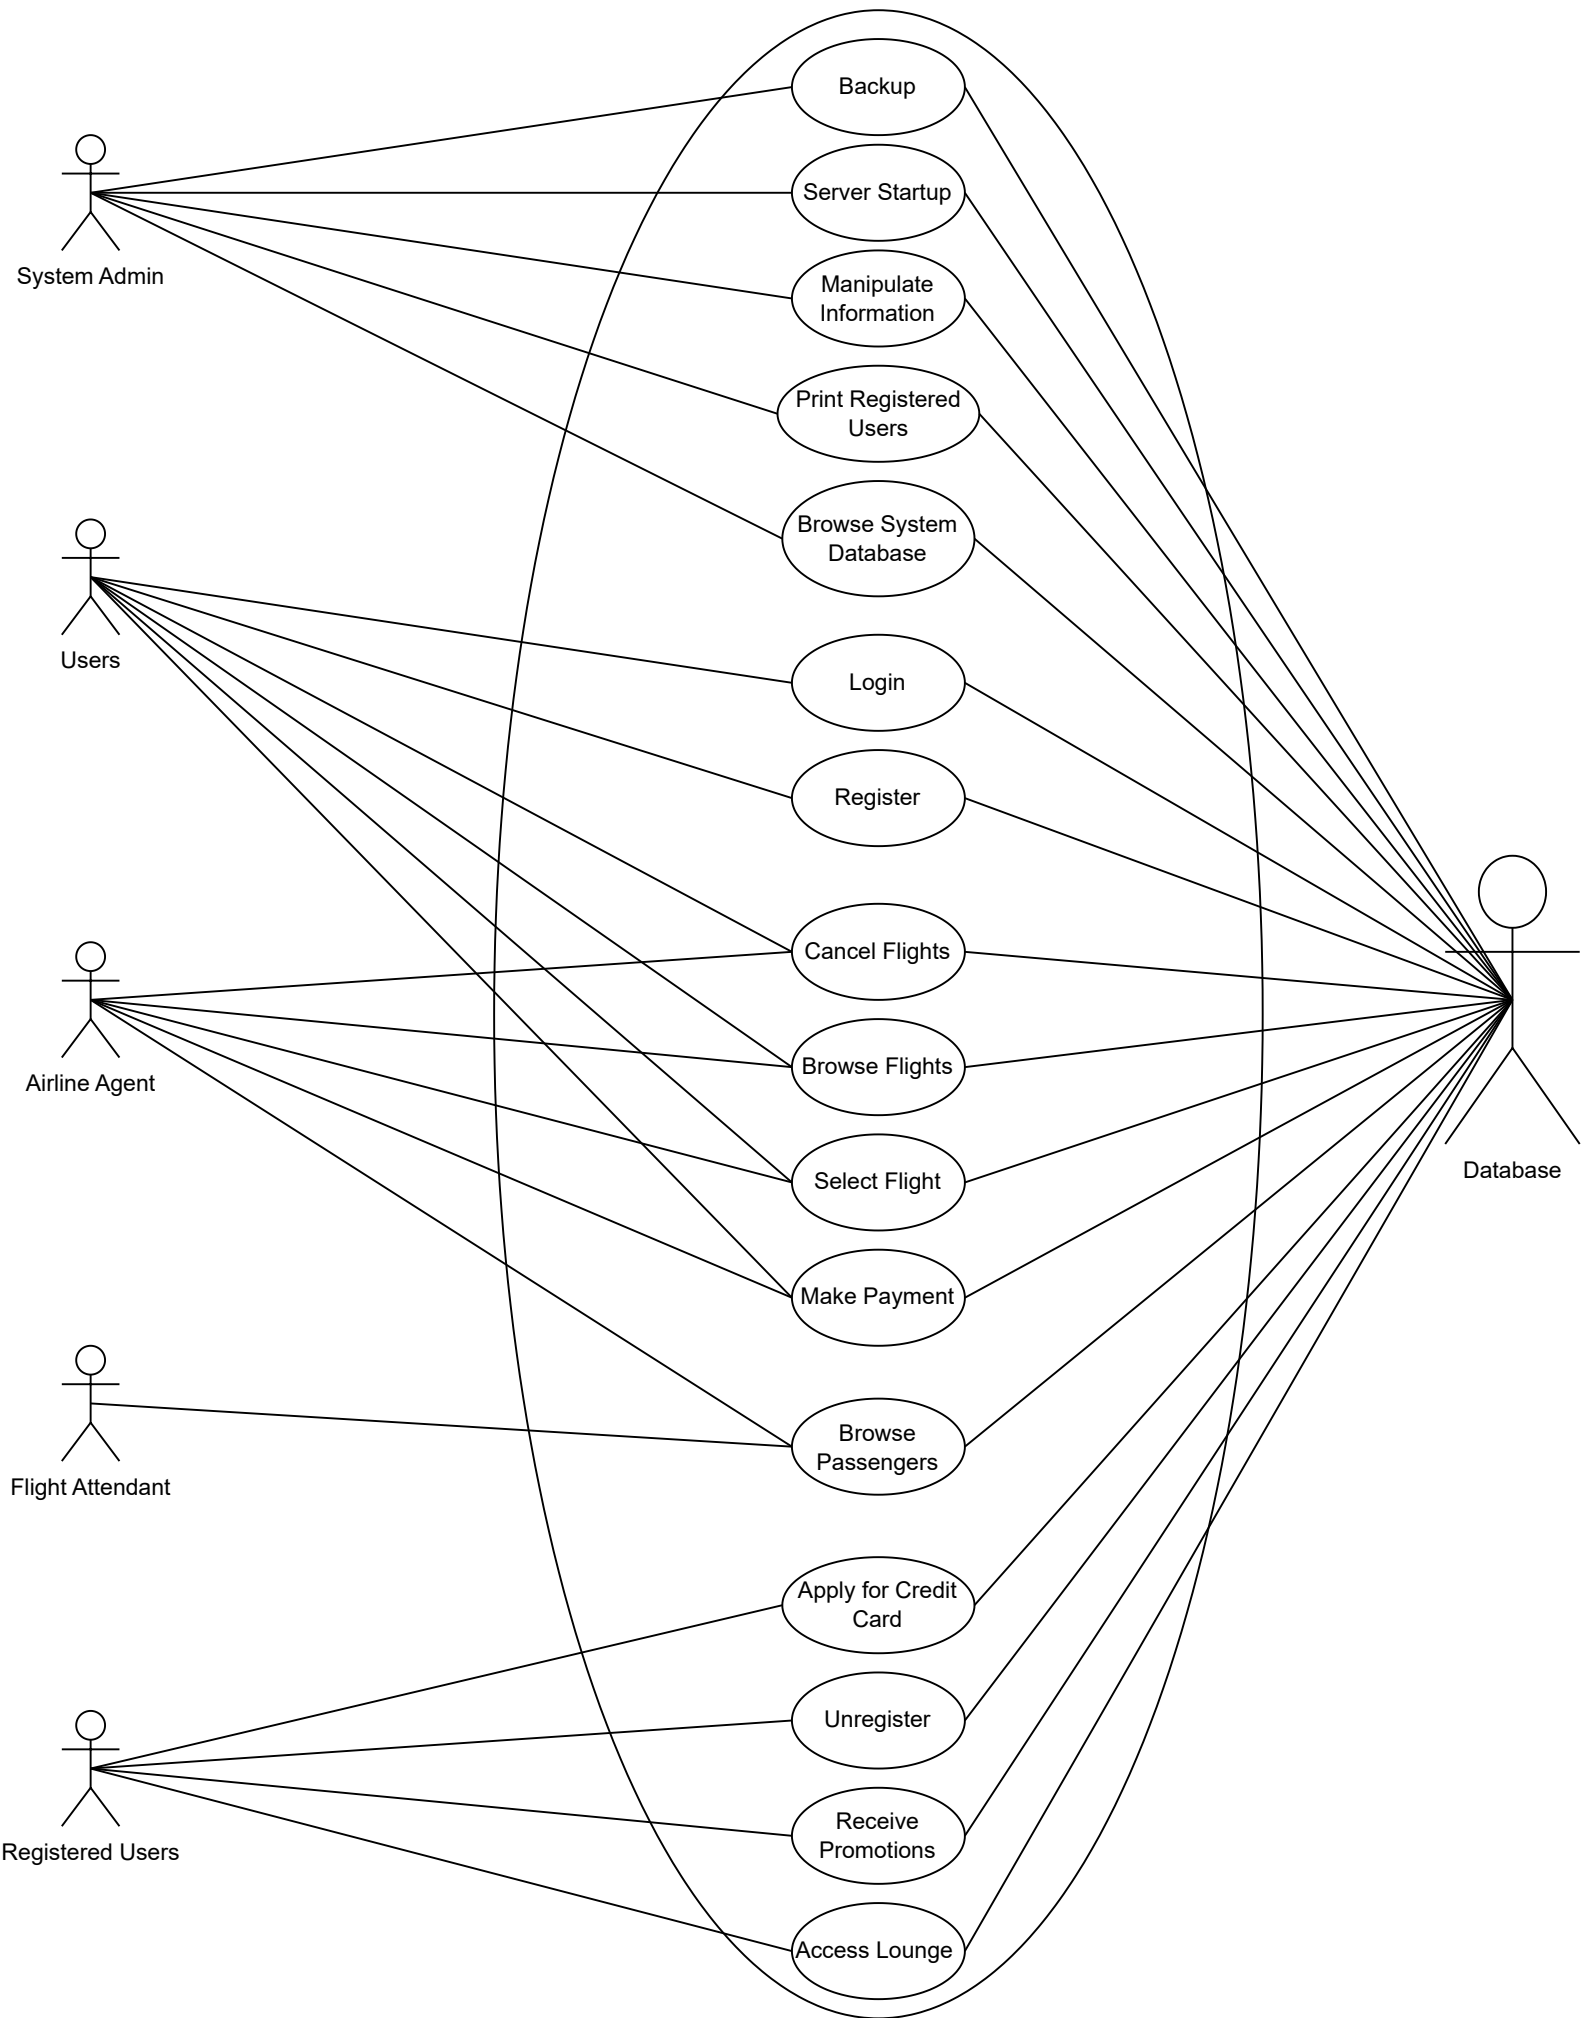 Backup
Server Startup
System Admin
Manipulate
Information
Print Registered
Users
Browse System
Database
Users
Login
Register
Cancel Flights
Airline Agent
Browse Flights
Select Flight
Database
Make Payment
Browse
Passengers
Flight Attendant
Apply for Credit
Card
Unregister
Receive
Promotions
Registered Users
Access Lounge